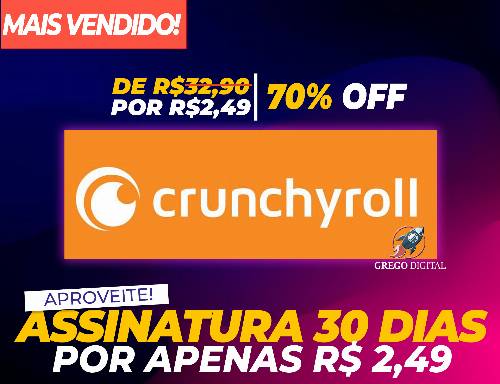 MAIS VENDIDO!
DE R$32,90
POR R$2,49
70% OFF
crunchyroll
GREGO DIGITAL
APROVEITE!
ASSINATURA 30 DIAS
POR APENAS R$ 2,49